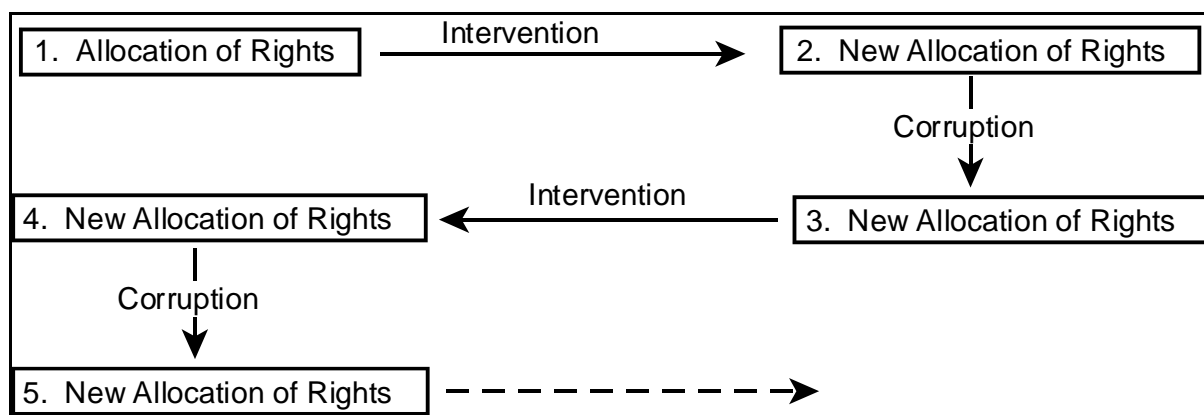 1. Allocation of Rights
Intervention
2. New Allocation of Rights
Corruption
3. New Allocation of Rights
Intervention
4. New Allocation of Rights
Corruption
5. New Allocation of Rights